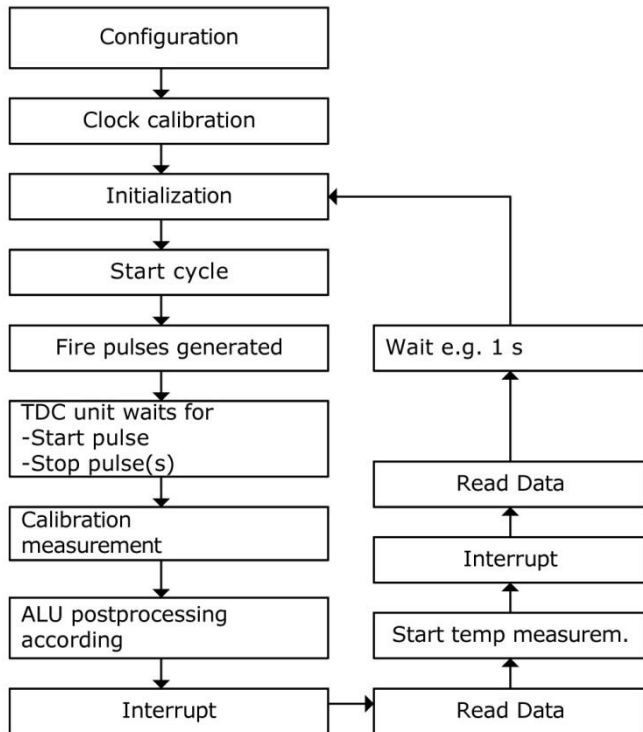 Configuration
Clock calibration
Initialization
Start cycle
Fire pulses generated
TDC unit waits for
-Start pulse
-Stop pulse(s)
Calibration
measurement
ALU postprocessing
according
Interrupt
Wait e.g. 1 s
Read Data
Interrupt
Start temp measurem.
Read Data